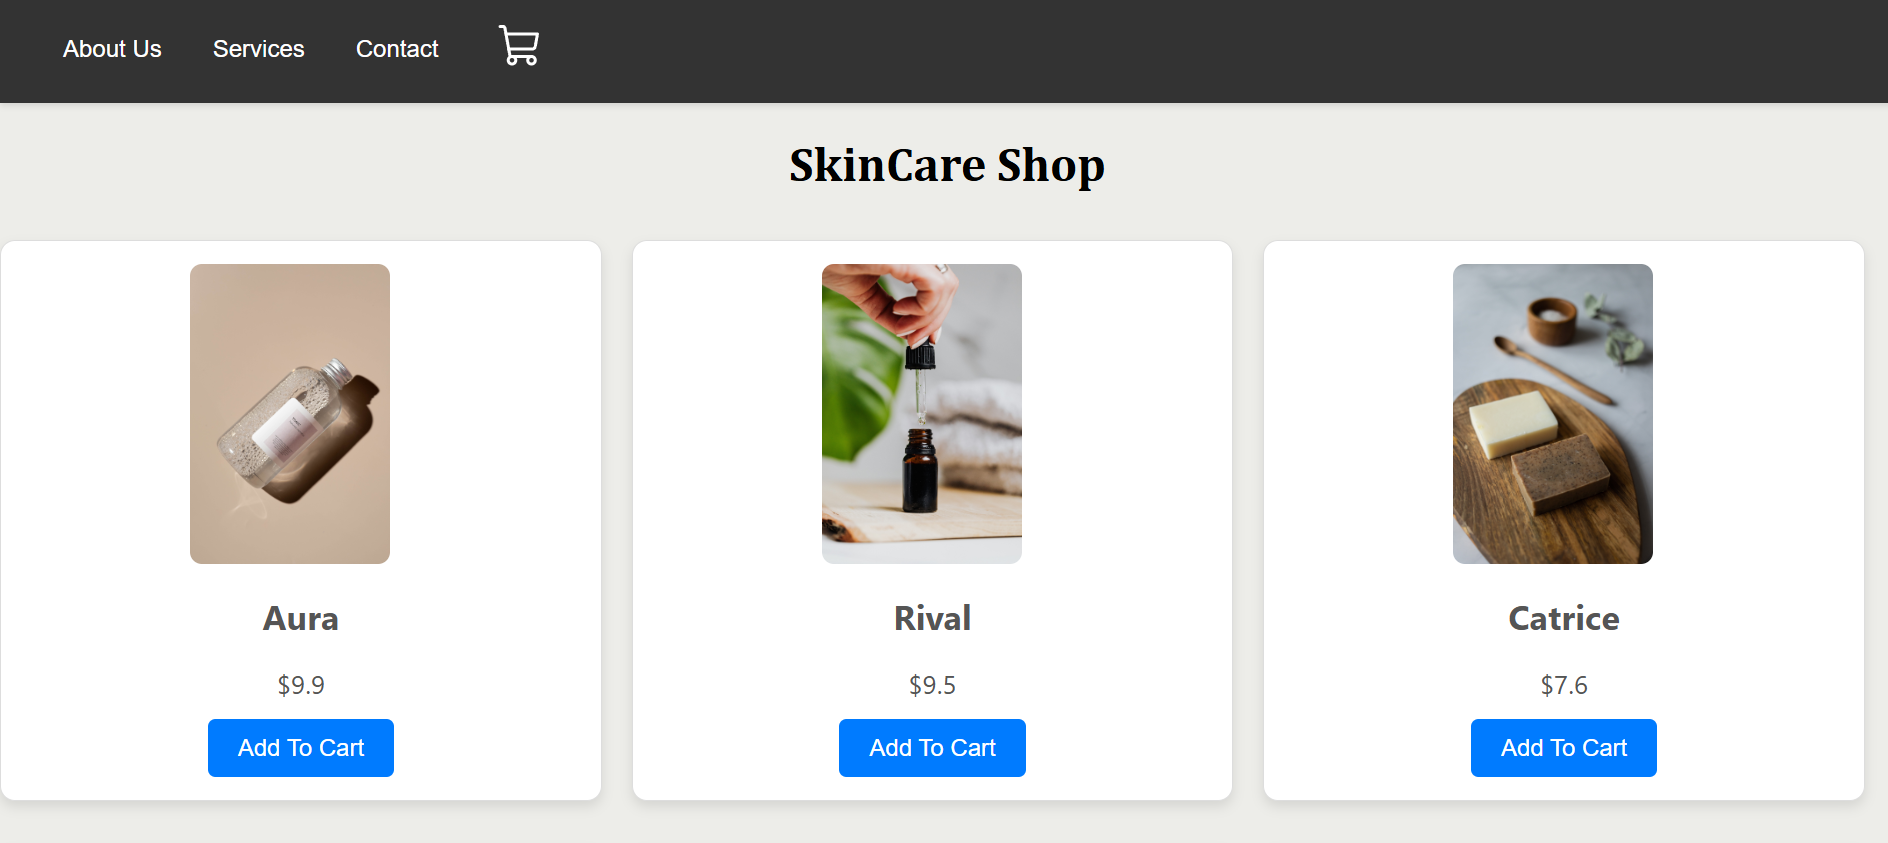 About Us Services Contact
SkinCare Shop
Aura Rival Catrice
$9.9 $9.5 $7.6
Add To Cart Add To Cart Add To Cart